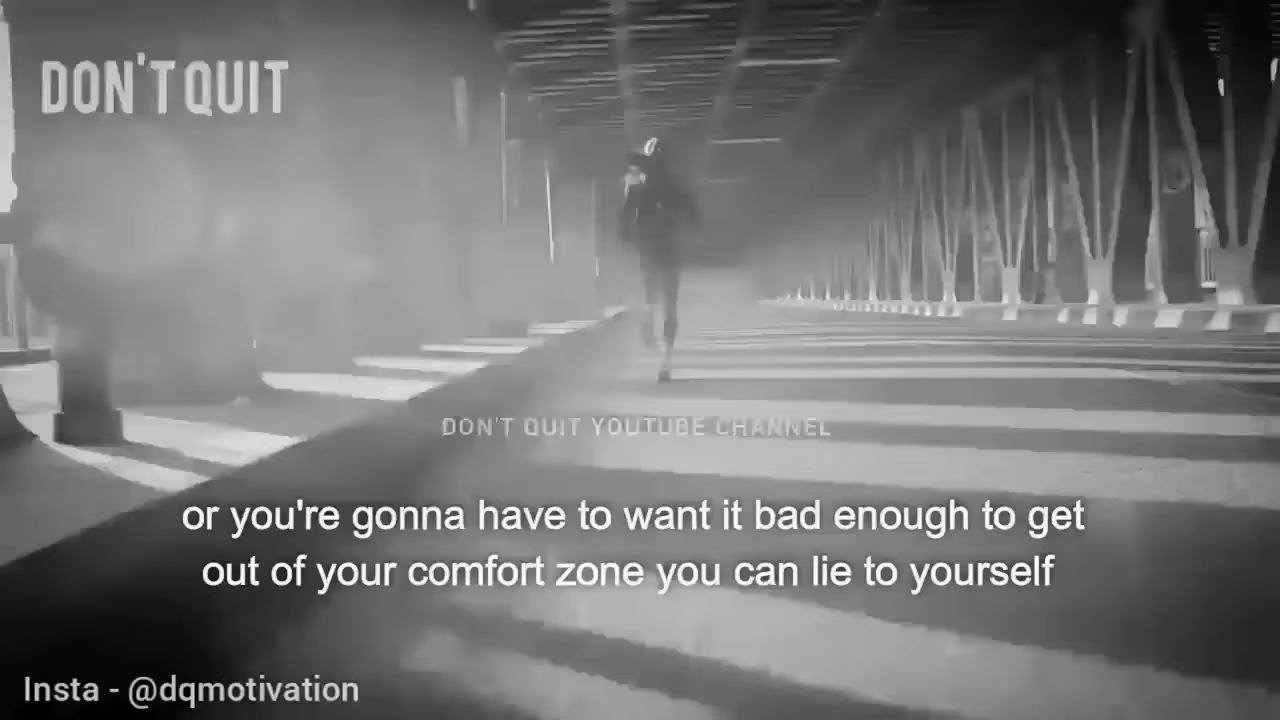 DON'T QUIT
DON'T QUIT YOUTUBE CHANNEL
or you're gonna have to want it bad enough to get
out of your comfort zone you can lie to yourself
Insta - @dqmotivation